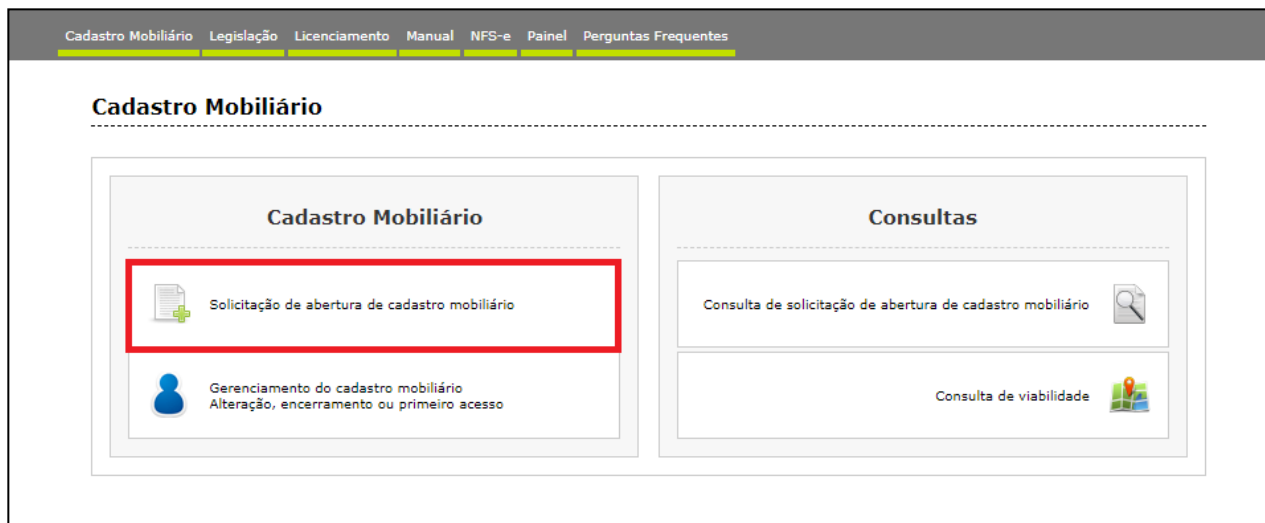 Cadastro Mobiliário Legislação Licenciamento Manual NFS-e Painel Perguntas Frequentes
Cadastro Mobiliário
Cadastro Mobiliário
Solicitação de abertura de cadastro mobiliário
Gerenciamento do cadastro mobiliário
Alteração, encerramento ou primeiro acesso
Consultas
Consulta de solicitação de abertura de cadastro mobiliário
Consulta de viabilidade